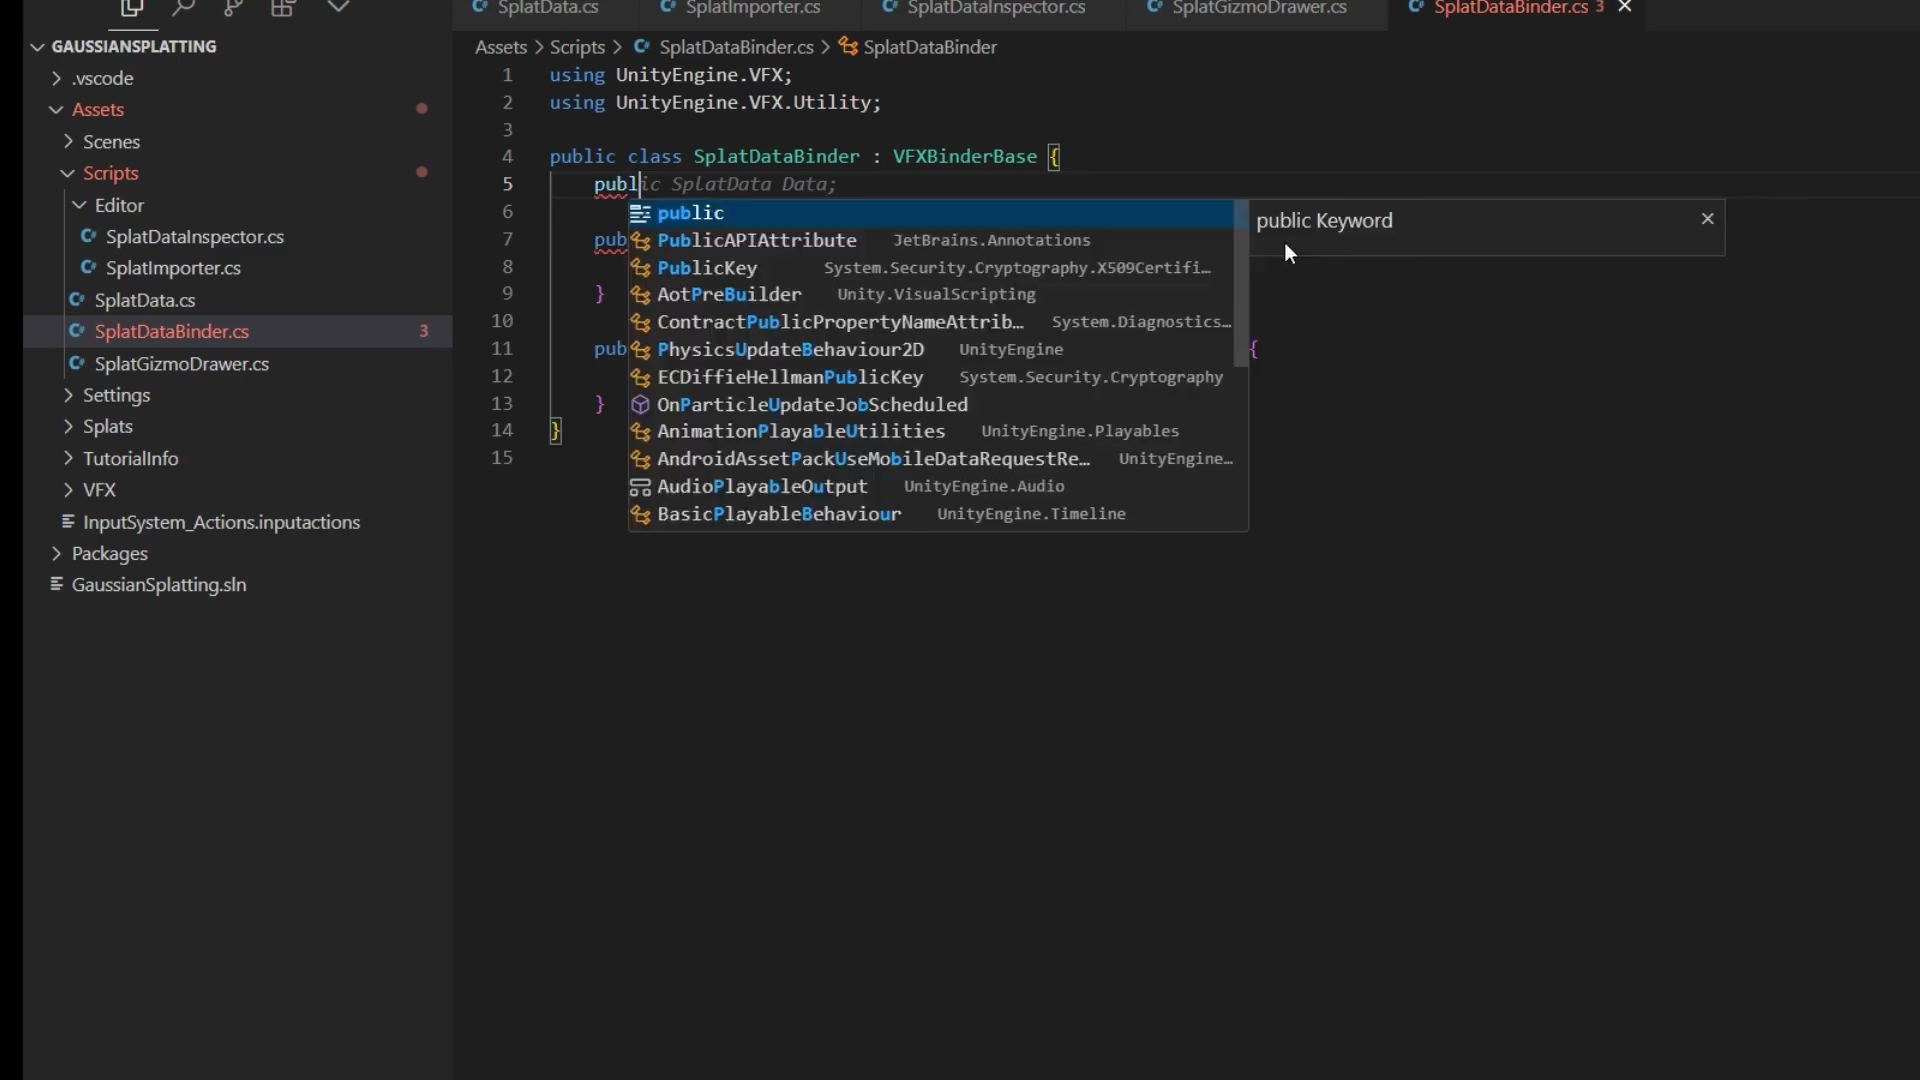 SplatData.cs
SplatImporter.cs
SplatDataInspector.cs
SplatGizmoDrawer.cs
SplatDataBinder.cs 3
GAUSSIANSPLATTING
.vscode
Assets
Scenes
Scripts
Editor
SplatDataInspector.cs
SplatImporter.cs
SplatData.cs
SplatDataBinder.cs 3
SplatGizmoDrawer.cs
Settings
Splats
TutorialInfo
VFX
InputSystem_Actions.inputactions
Packages
GaussianSplatting.sln
Assets > Scripts > SplatDataBinder.cs > SplatDataBinder
1 using UnityEngine.VFX;
2 using UnityEngine.VFX.Utility;
3
4 public class SplatDataBinder : VFXBinderBase {
5 public SplatData Data;
6
7 pub
8
9 }
10
11 pub {
12
13 }
14 }
15
public
PublicAPIAttribute JetBrains.Annotations
PublicKey System.Security.Cryptography.X509Certifi…
AotPreBuilder Unity.VisualScripting
ContractPublicPropertyNameAttrib… System.Diagnostics…
PhysicsUpdateBehaviour2D UnityEngine
ECDiffieHellmanPublicKey System.Security.Cryptography
OnParticleUpdateJobScheduled
AnimationPlayableUtilities UnityEngine.Playables
AndroidAssetPackUseMobileDataRequestRe… UnityEngine…
AudioPlayableOutput UnityEngine.Audio
BasicPlayableBehaviour UnityEngine.Timeline
public Keyword